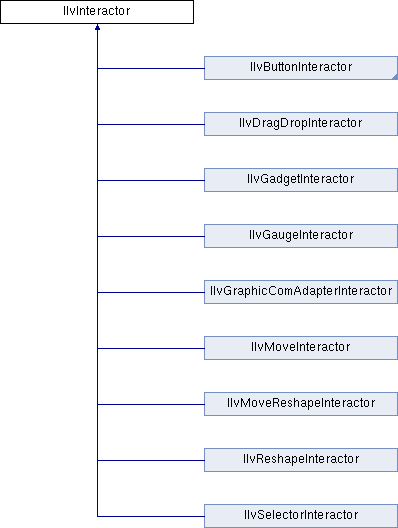 IlvInteractor
IlvButtonInteractor
IlvDragDropInteractor
IlvGadgetInteractor
IlvGaugeInteractor
IlvGraphicComAdapterInteractor
IlvMoveInteractor
IlvMoveReshapeInteractor
IlvReshapeInteractor
IlvSelectorInteractor